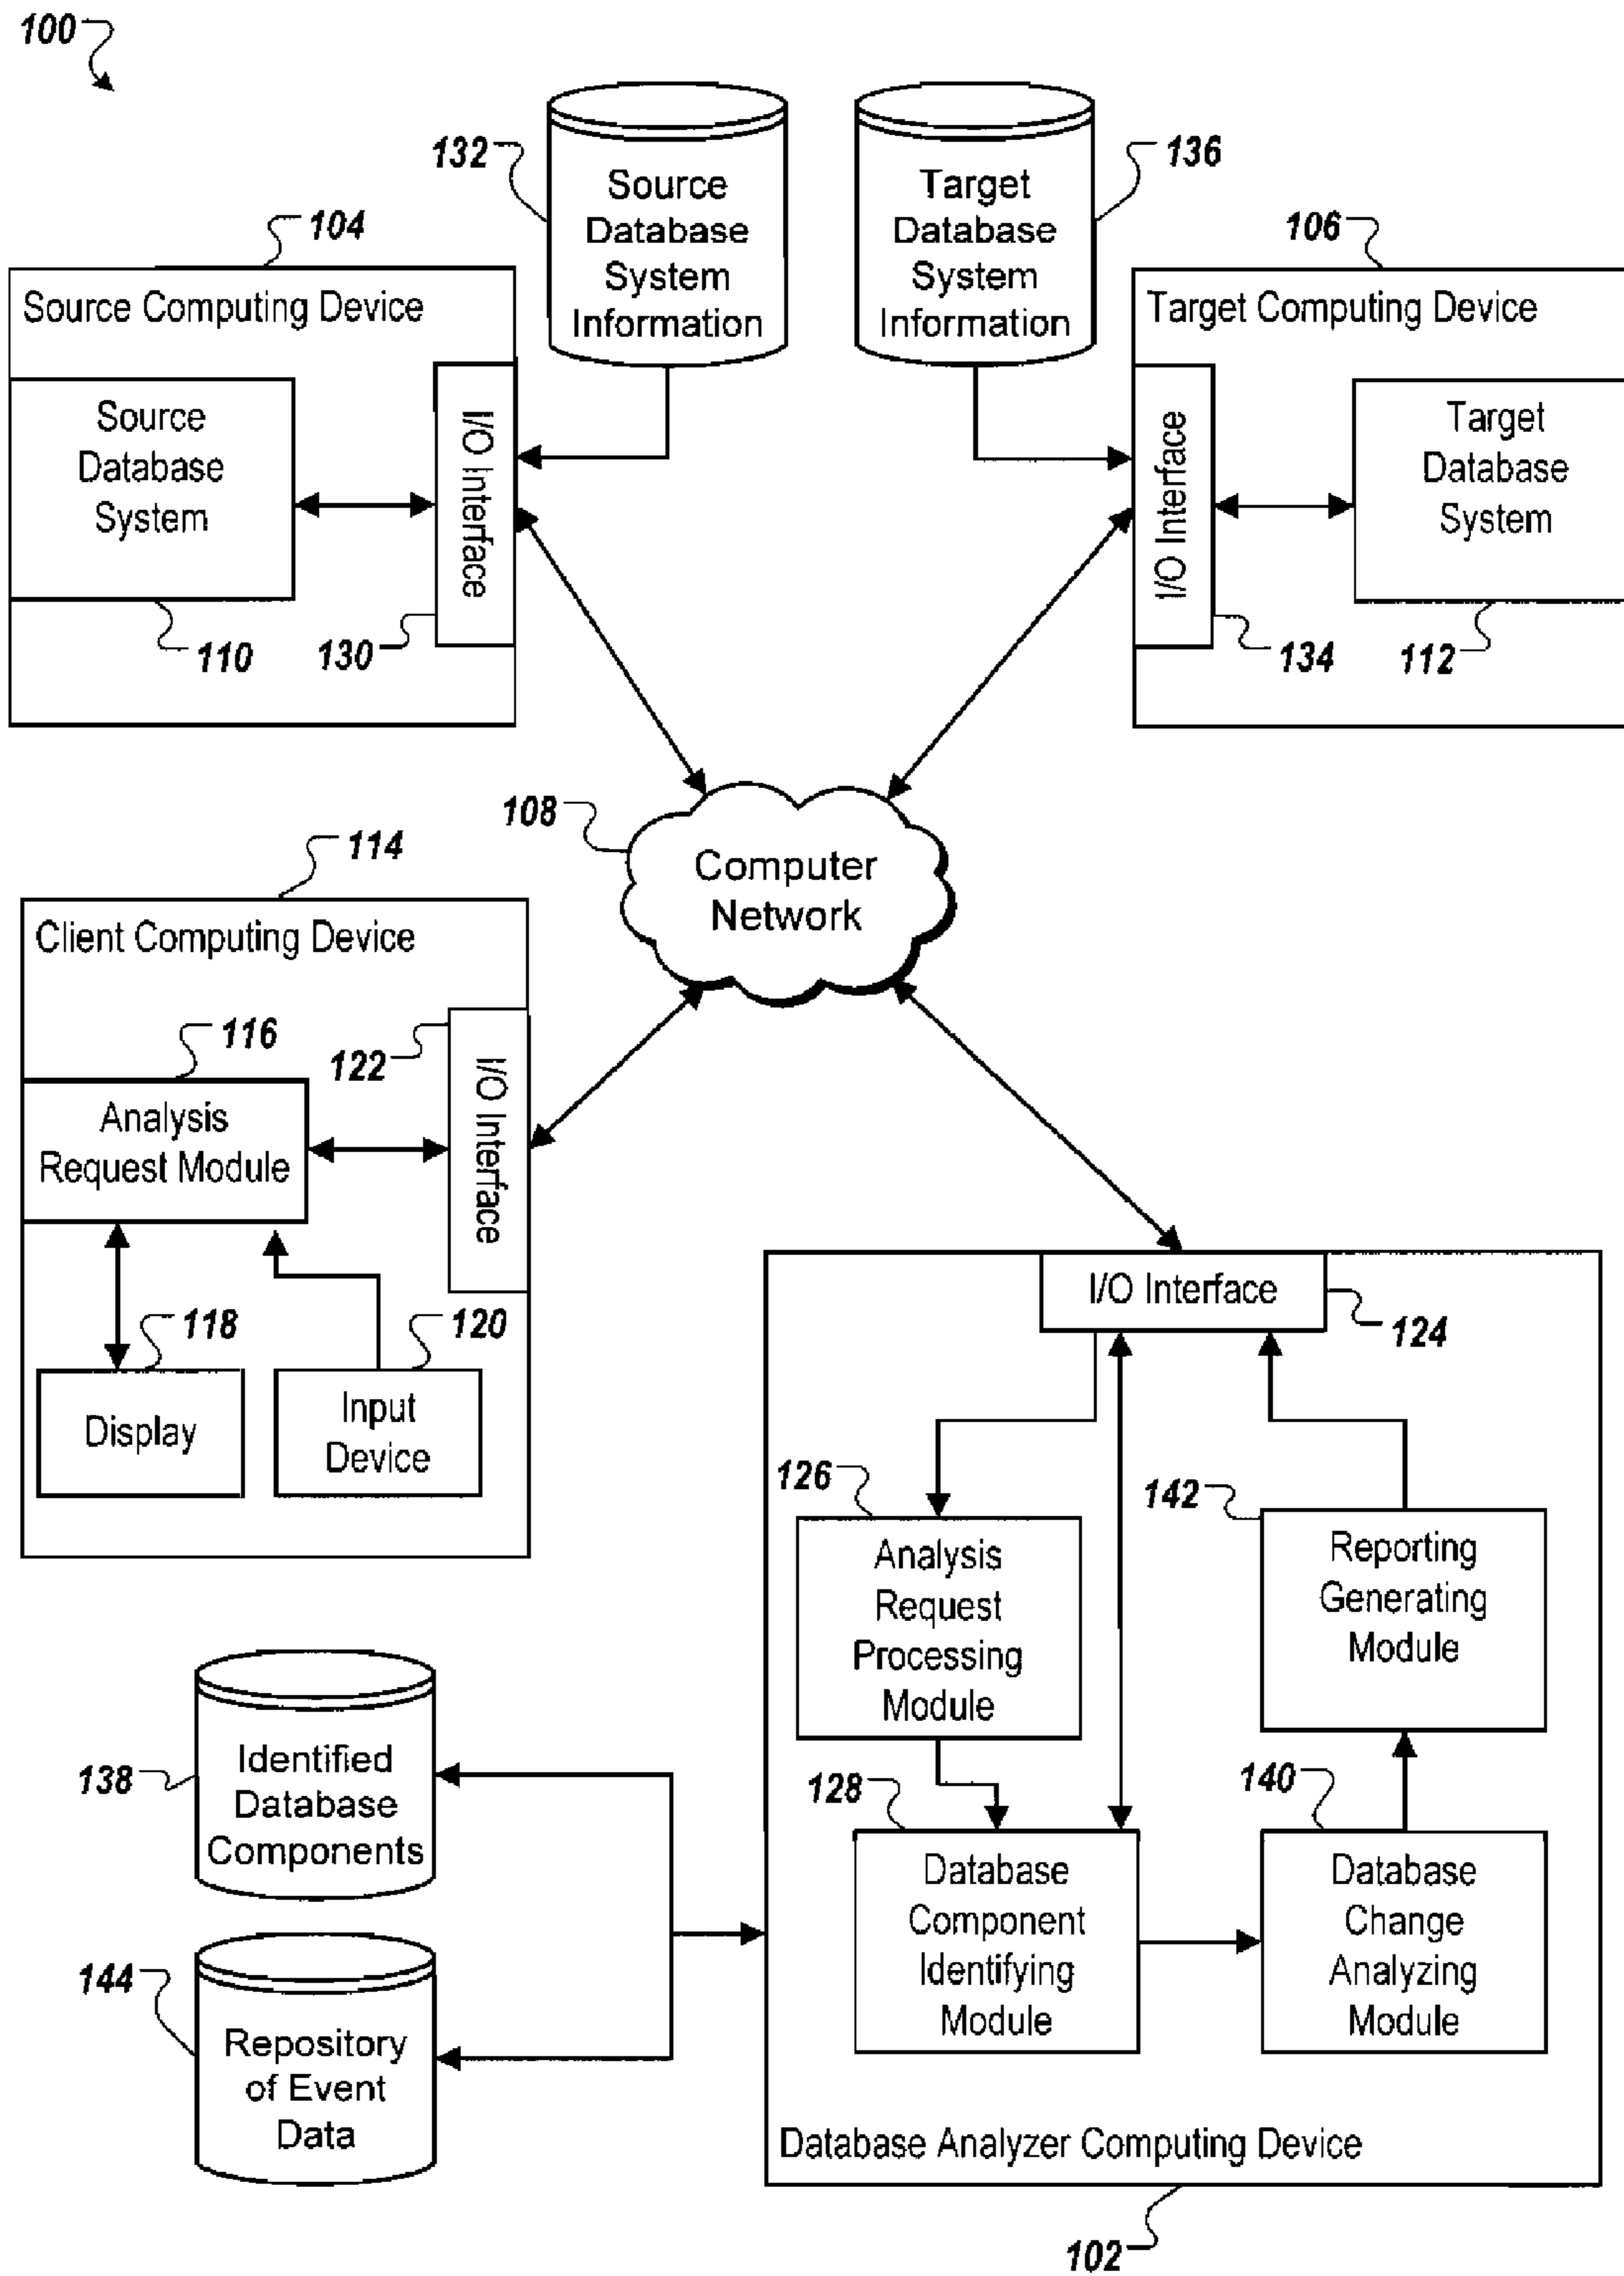 100
132
Source
Database
System
Information
Target
Database
System
Information
136
104
Source Computing Device
Source
Database
System
I/O Interface
110
130
106
Target Computing Device
I/O Interface
Target
Database
System
134
112
108
Computer
Network
114
Client Computing Device
116
122
Analysis
Request Module
I/O Interface
118
120
Display
Input
Device
I/O Interface
124
126
Analysis
Request
Processing
Module
142
Reporting
Generating
Module
128
Database
Component
Identifying
Module
140
Database
Change
Analyzing
Module
Database Analyzer Computing Device
102
138
Identified
Database
Components
144
Repository
of Event
Data